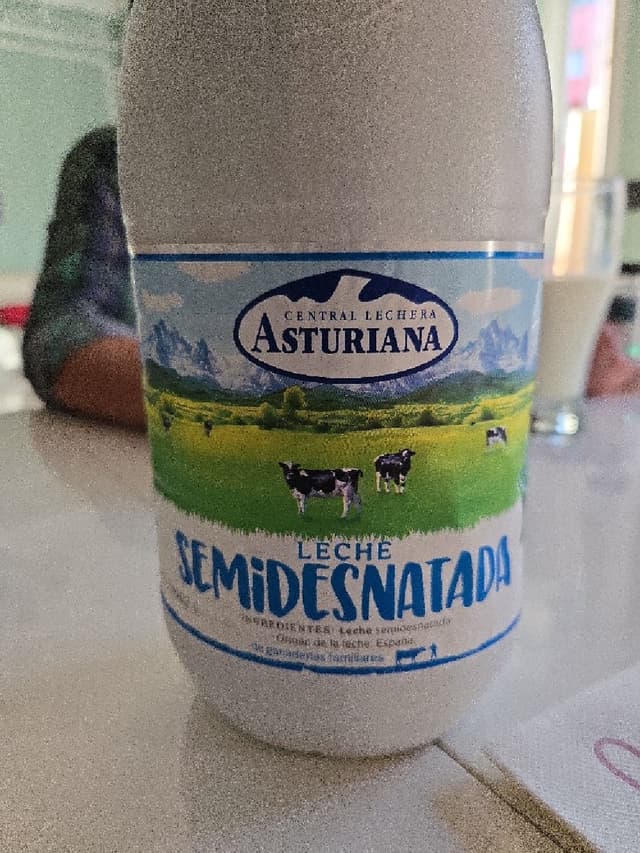 CENTRAL LECHERA
ASTURIANA
LECHE
SEMiDESNATADA
INGREDIENTES: Leche semidesnatada
Origen de la leche: España
de ganaderías familiares